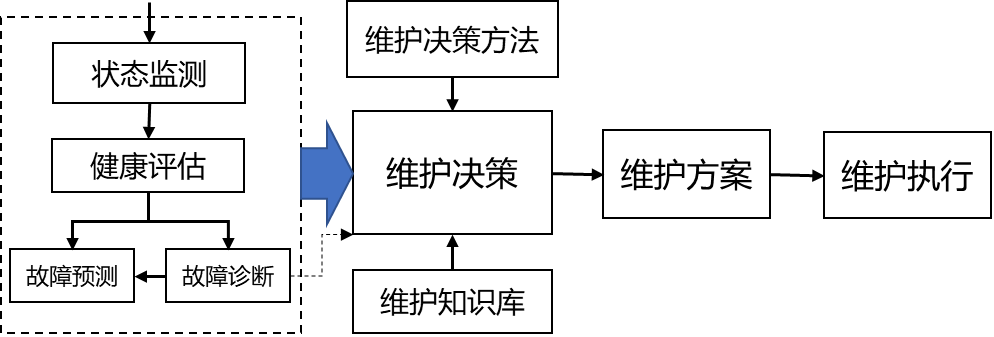 状态监测
健康评估
故障预测
故障诊断
维护决策方法
维护决策
维护知识库
维护方案
维护执行